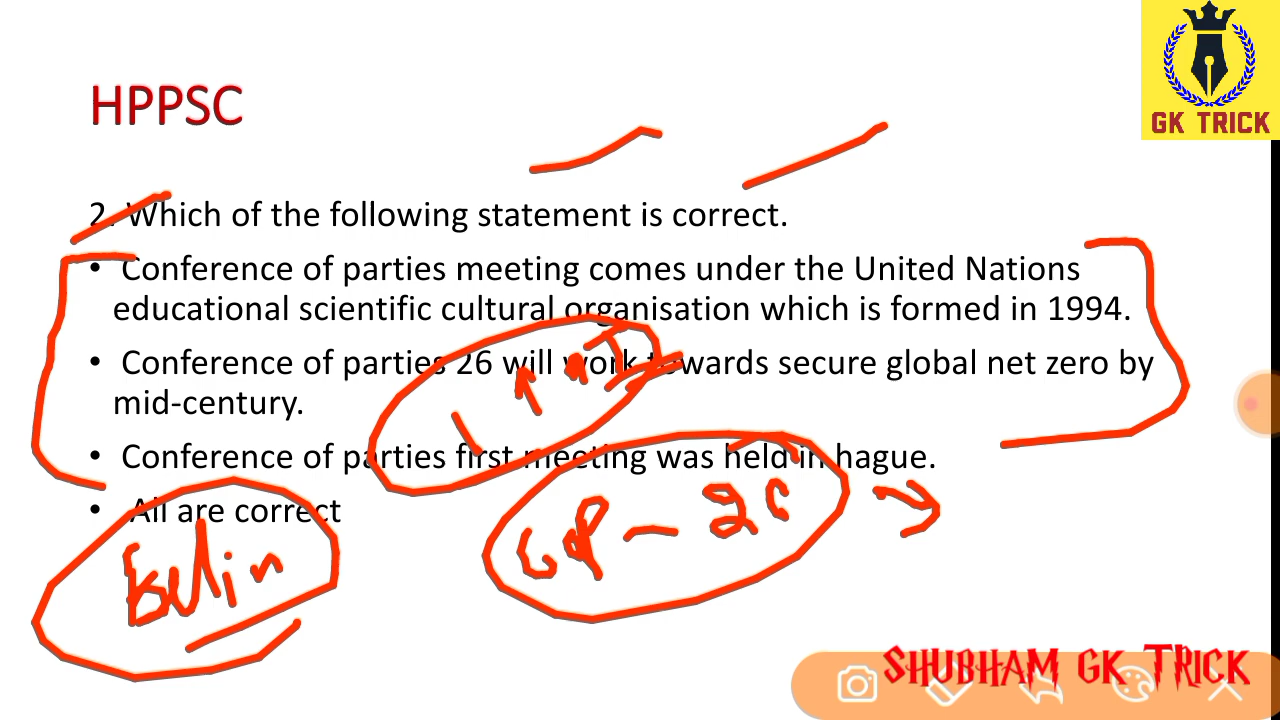 GK TRICK
HPPSC
2. Which of the following statement is correct.
• Conference of parties meeting comes under the United Nations
educational scientific cultural organisation which is formed in 1994.
• Conference of parties 26 will work towards secure global net zero by
mid-century.
• Conference of parties first meeting was held in hague.
• All are correct
COP - 26
Belin
SHUBHAM GK TRICK